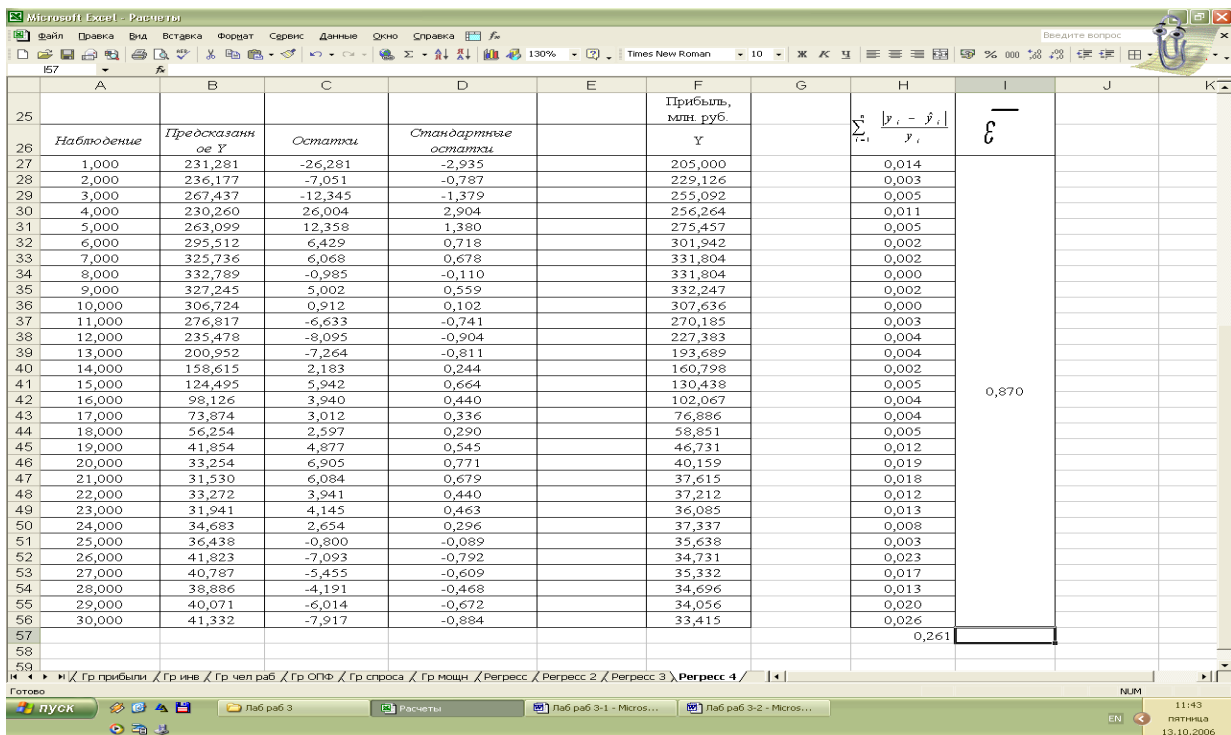 Microsoft Excel - Расчеты
Файл Правка Вид Вставка Формат Сервис Данные Окно Справка fx Введите вопрос
130% Times New Roman 10 Ж К Ч % 000
I57 fx
A B C D E F G H I J K
25 Прибыль, млн. руб.
26 Наблюдение Предсказанное Y Остатки Стандартные остатки Y n ∑ i=1 |y i - ŷ i| y i ε
27 1,000 231,281 -26,281 -2,935 205,000 0,014
28 2,000 236,177 -7,051 -0,787 229,126 0,003
29 3,000 267,437 -12,345 -1,379 255,092 0,005
30 4,000 230,260 26,004 2,904 256,264 0,011
31 5,000 263,099 12,358 1,380 275,457 0,005
32 6,000 295,512 6,429 0,718 301,942 0,002
33 7,000 325,736 6,068 0,678 331,804 0,002
34 8,000 332,789 -0,985 -0,110 331,804 0,000
35 9,000 327,245 5,002 0,559 332,247 0,002
36 10,000 306,724 0,912 0,102 307,636 0,000
37 11,000 276,817 -6,633 -0,741 270,185 0,003
38 12,000 235,478 -8,095 -0,904 227,383 0,004
39 13,000 200,952 -7,264 -0,811 193,689 0,004
40 14,000 158,615 2,183 0,244 160,798 0,002
41 15,000 124,495 5,942 0,664 130,438 0,005
42 16,000 98,126 3,940 0,440 102,067 0,004 0,870
43 17,000 73,874 3,012 0,336 76,886 0,004
44 18,000 56,254 2,597 0,290 58,851 0,005
45 19,000 41,854 4,877 0,545 46,731 0,012
46 20,000 33,254 6,905 0,771 40,159 0,019
47 21,000 31,530 6,084 0,679 37,615 0,018
48 22,000 33,272 3,941 0,440 37,212 0,012
49 23,000 31,941 4,145 0,463 36,085 0,013
50 24,000 34,683 2,654 0,296 37,337 0,008
51 25,000 36,438 -0,800 -0,089 35,638 0,003
52 26,000 41,823 -7,093 -0,792 34,731 0,023
53 27,000 40,787 -5,455 -0,609 35,332 0,017
54 28,000 38,886 -4,191 -0,468 34,696 0,013
55 29,000 40,071 -6,014 -0,672 34,056 0,020
56 30,000 41,332 -7,917 -0,884 33,415 0,026
57 0,261
58
59
Гр прибыли Гр инв Гр чел раб Гр ОПФ Гр спроса Гр мощн Регресс Регресс 2 Регресс 3 Регресс 4
Готово NUM
пуск Лаб раб 3 Расчеты Лаб раб 3-1 - Micros... Лаб раб 3-2 - Micros... EN 11:43
пятница
13.10.2006